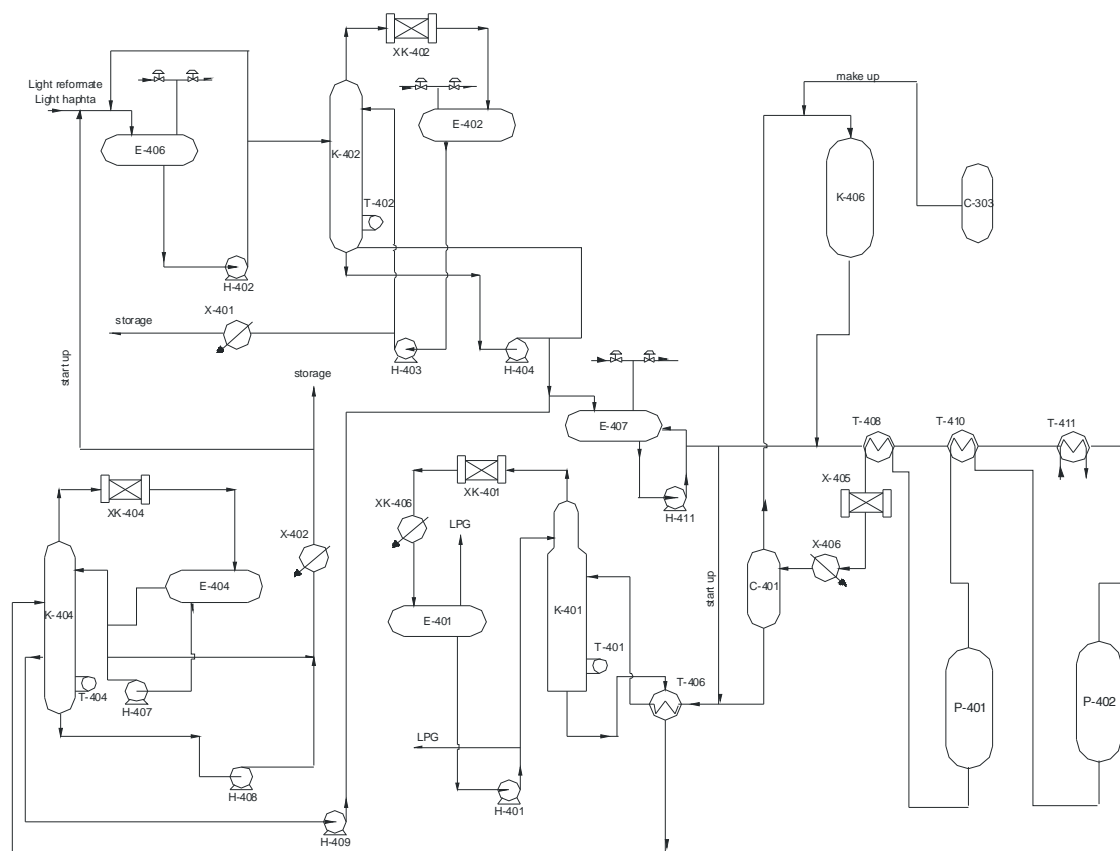 XK-402
make up
Light reformate
Light haphta
E-402
E-406
K-402
K-406
C-303
T-402
H-402
X-401
storage
H-403
H-404
start up
storage
E-407
T-408
T-410
T-411
XK-401
X-405
XK-404
XK-406
H-411
X-402
LPG
X-406
E-404
C-401
start up
K-404
E-401
K-401
T-401
T-406
T-404
P-401
P-402
H-407
LPG
H-408
H-401
H-409